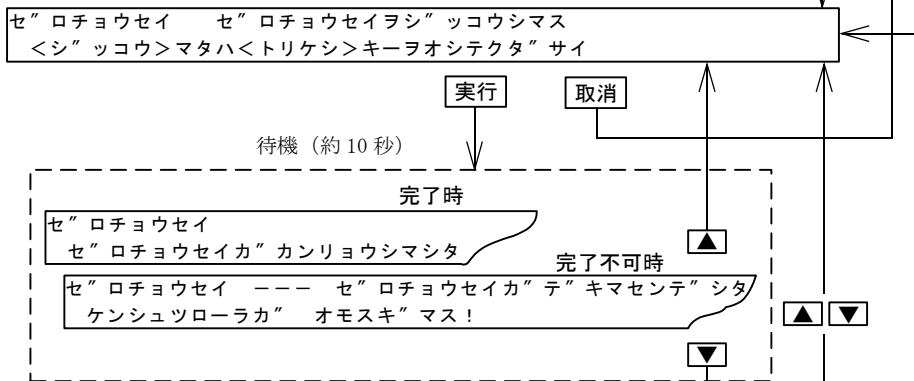 セ゛ロチョウセイ　　セ゛ロチョウセイヲシ゛ッコウシマス
＜シ゛ッコウ＞マタハ＜トリケシ＞キーヲオシテクタ゛サイ
実行 取消
待機（約 10 秒）
完了時
セ゛ロチョウセイ
セ゛ロチョウセイカ゛カンリョウシマシタ
▲
完了不可時
セ゛ロチョウセイ　ーーー　セ゛ロチョウセイカ゛テ゛キマセンテ゛シタ
ケンシュツローラカ゛　オモスキ゛マス！
▲ ▼
▼